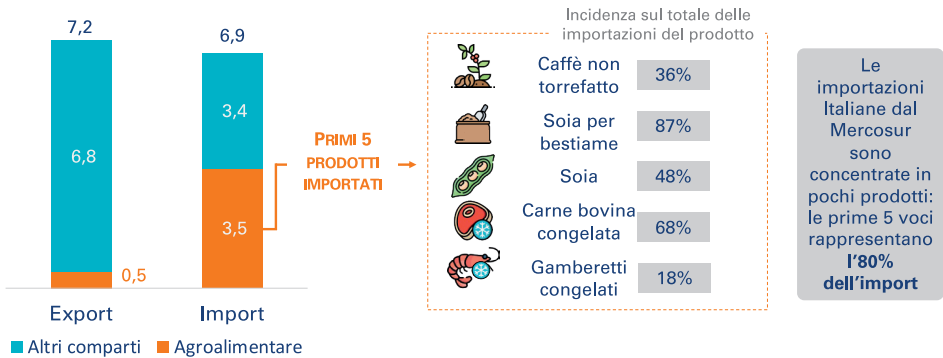 7,2
6,8
0,5
Export
6,9
3,4
3,5
Import
Altri comparti
Agroalimentare
PRIMI 5
PRODOTTI
IMPORTATI
Incidenza sul totale delle
importazioni del prodotto
Caffè non
torrefatto
36%
Soia per
bestiame
87%
Soia
48%
Carne bovina
congelata
68%
Gamberetti
congelati
18%
Le
importazioni
Italiane dal
Mercosur
sono
concentrate in
pochi prodotti:
le prime 5 voci
rappresentano
l'80%
dell'import